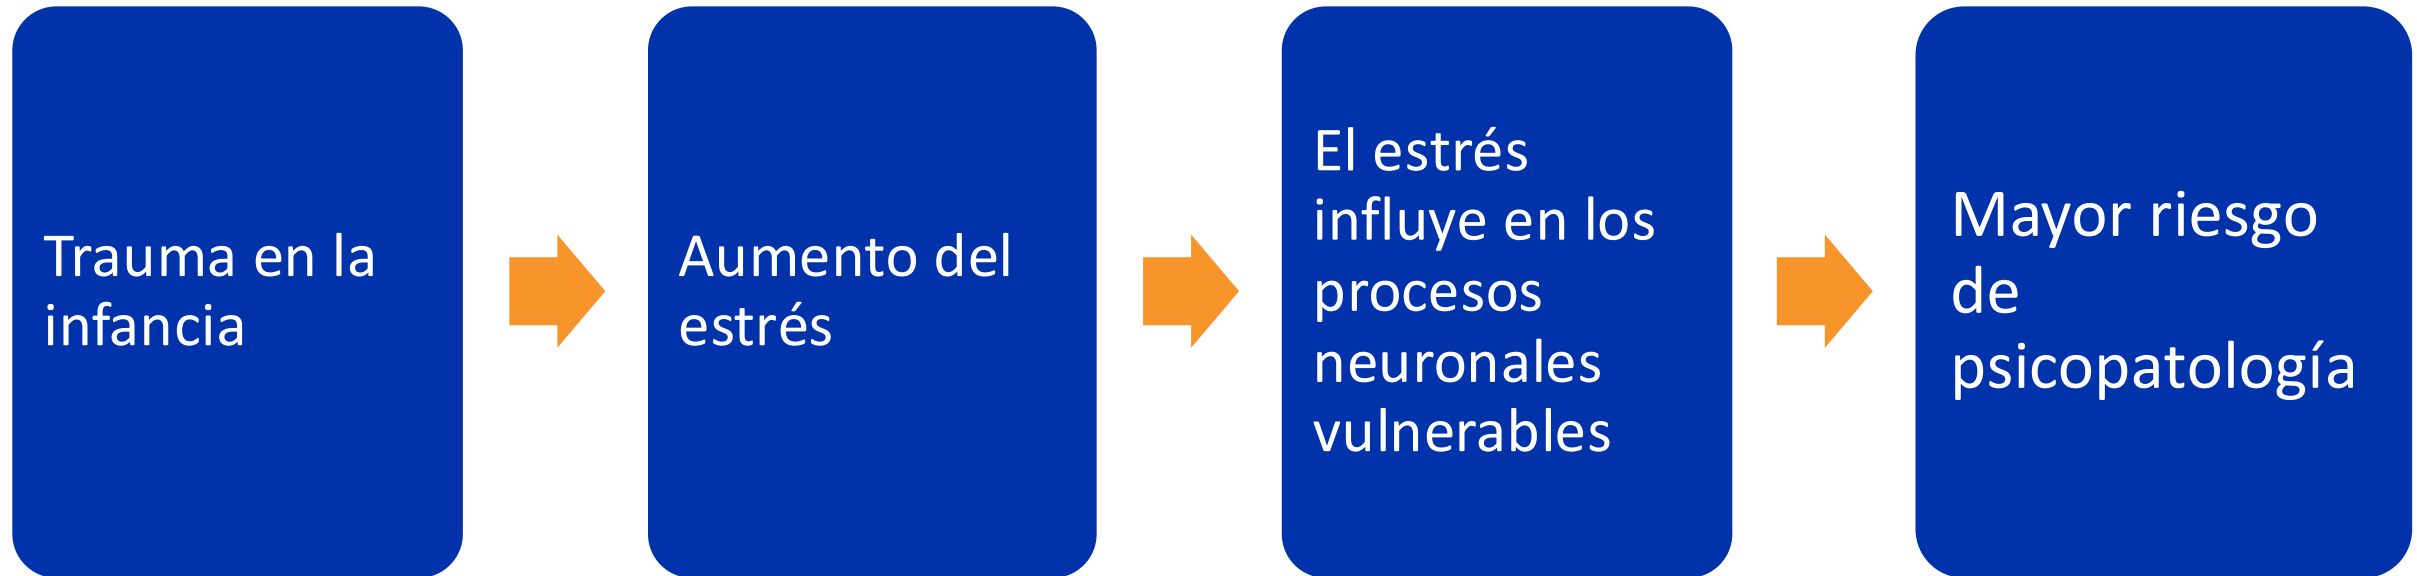 Trauma en la
infancia
Aumento del
estrés
El estrés
influye en los
procesos
neuronales
vulnerables
Mayor riesgo
de
psicopatología